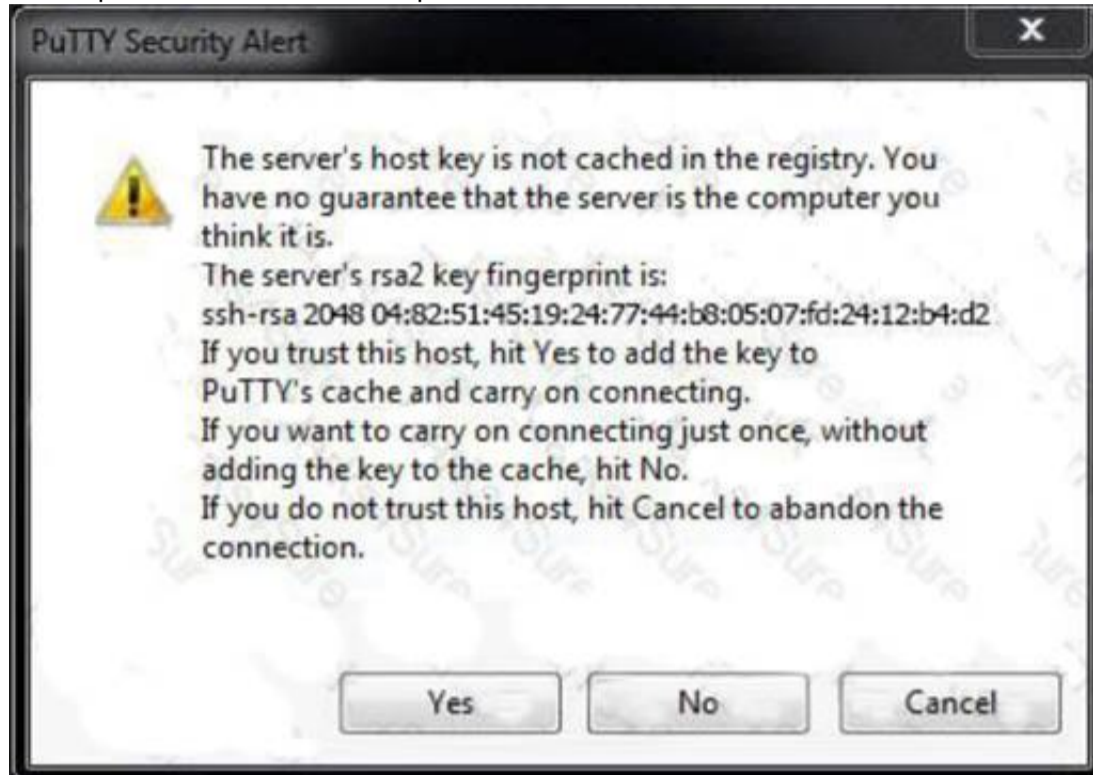 PuTTY Security Alert
The server's host key is not cached in the registry. You
have no guarantee that the server is the computer you
think it is.
The server's rsa2 key fingerprint is:
ssh-rsa 2048 04:82:51:45:19:24:77:44:b8:05:07:fd:24:12:b4:d2
If you trust this host, hit Yes to add the key to
PuTTY's cache and carry on connecting.
If you want to carry on connecting just once, without
adding the key to the cache, hit No.
If you do not trust this host, hit Cancel to abandon the
connection.
Yes No Cancel